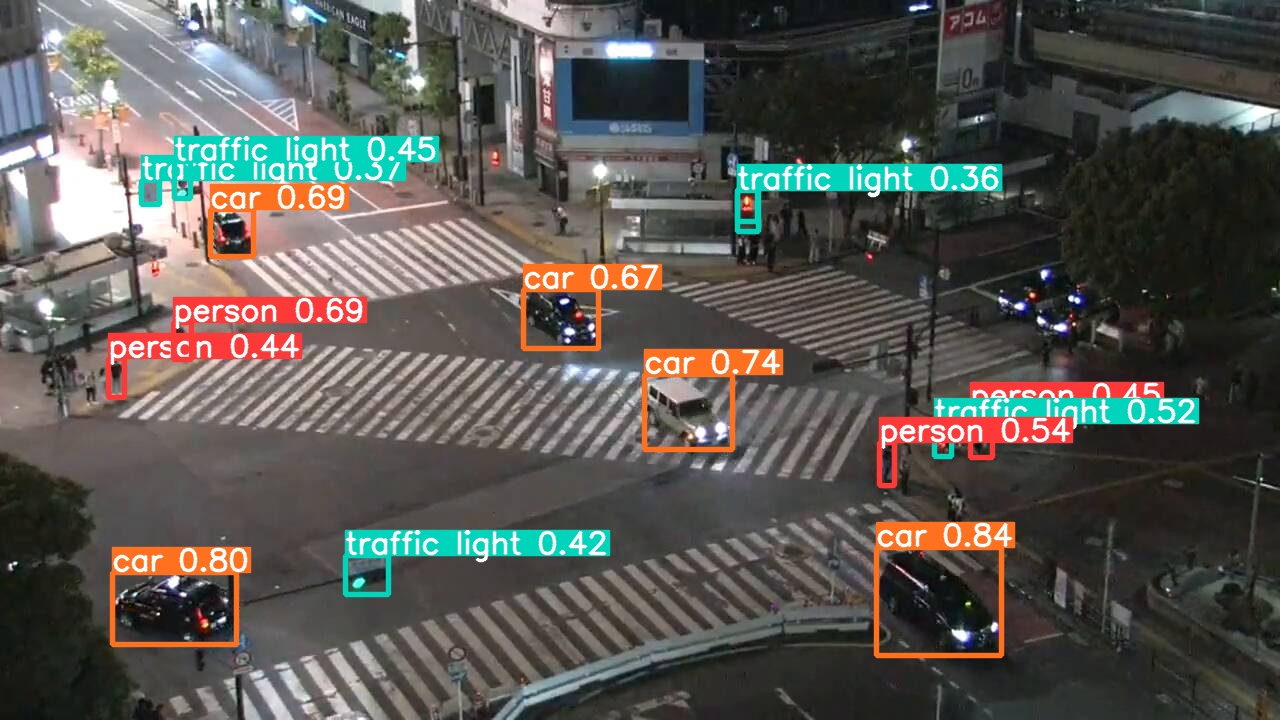 AMERICAN EAGLE
アコム
traffic light 0.45
traffic light 0.37
traffic light 0.36
car 0.69
car 0.67
person 0.69
person 0.44
car 0.74
person 0.45
traffic light 0.52
person 0.54
car 0.84
traffic light 0.42
car 0.80